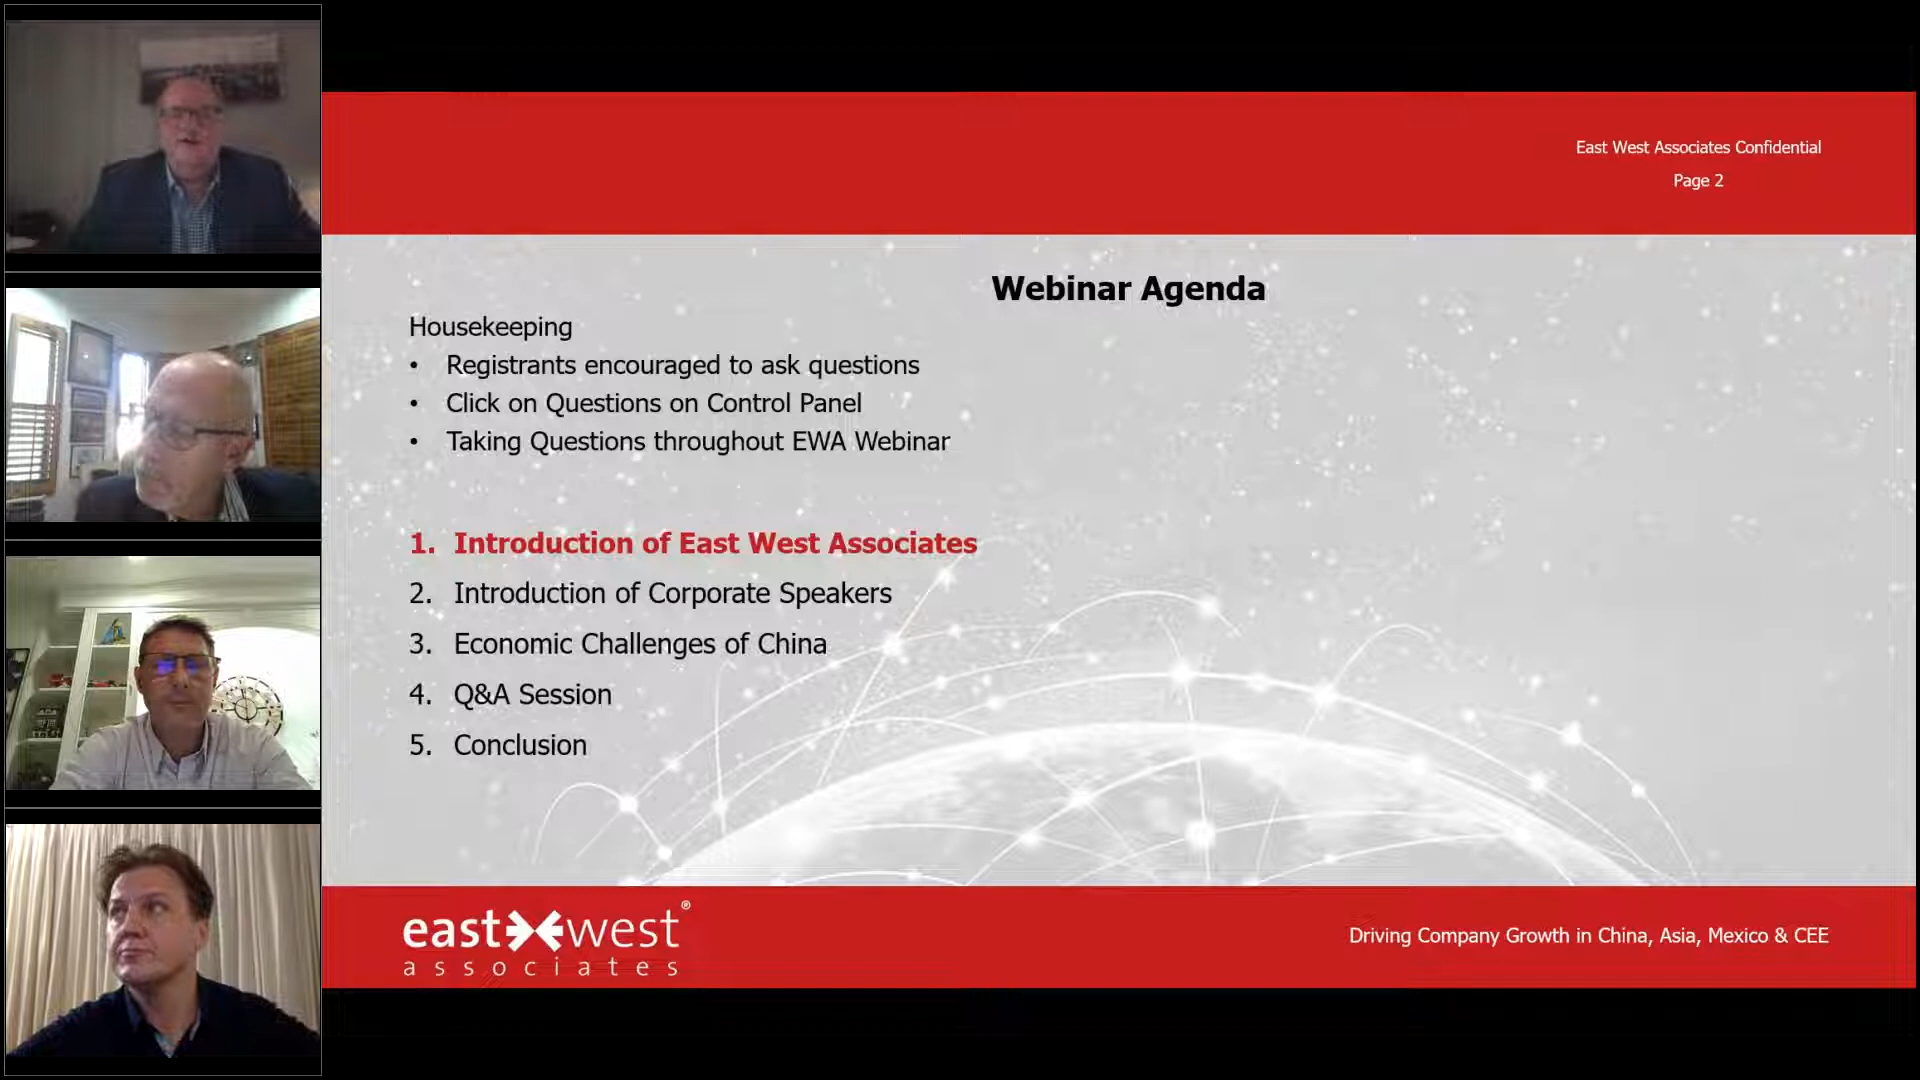 East West Associates Confidential
Page 2
Webinar Agenda
Housekeeping
• Registrants encouraged to ask questions
• Click on Questions on Control Panel
• Taking Questions throughout EWA Webinar
1. Introduction of East West Associates
2. Introduction of Corporate Speakers
3. Economic Challenges of China
4. Q&A Session
5. Conclusion
east west®
associates
Driving Company Growth in China, Asia, Mexico & CEE